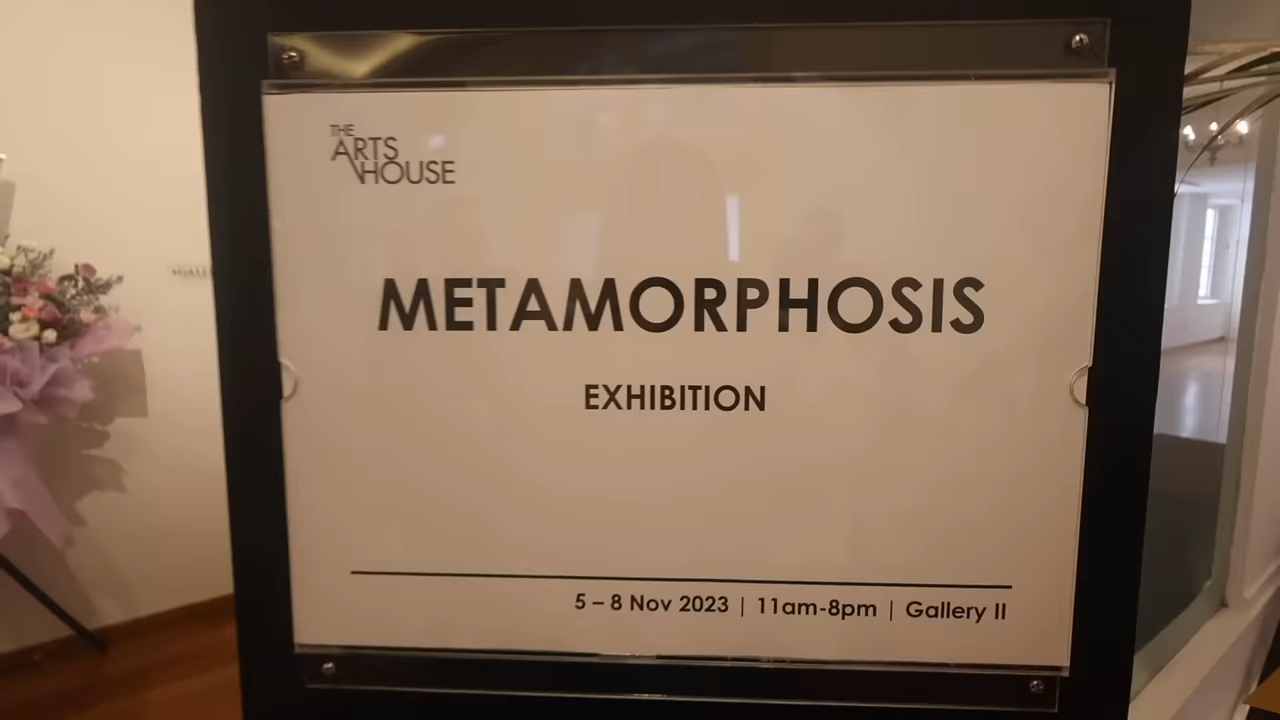 THE
ARTS
HOUSE
METAMORPHOSIS
EXHIBITION
5 – 8 Nov 2023 | 11am-8pm | Gallery II